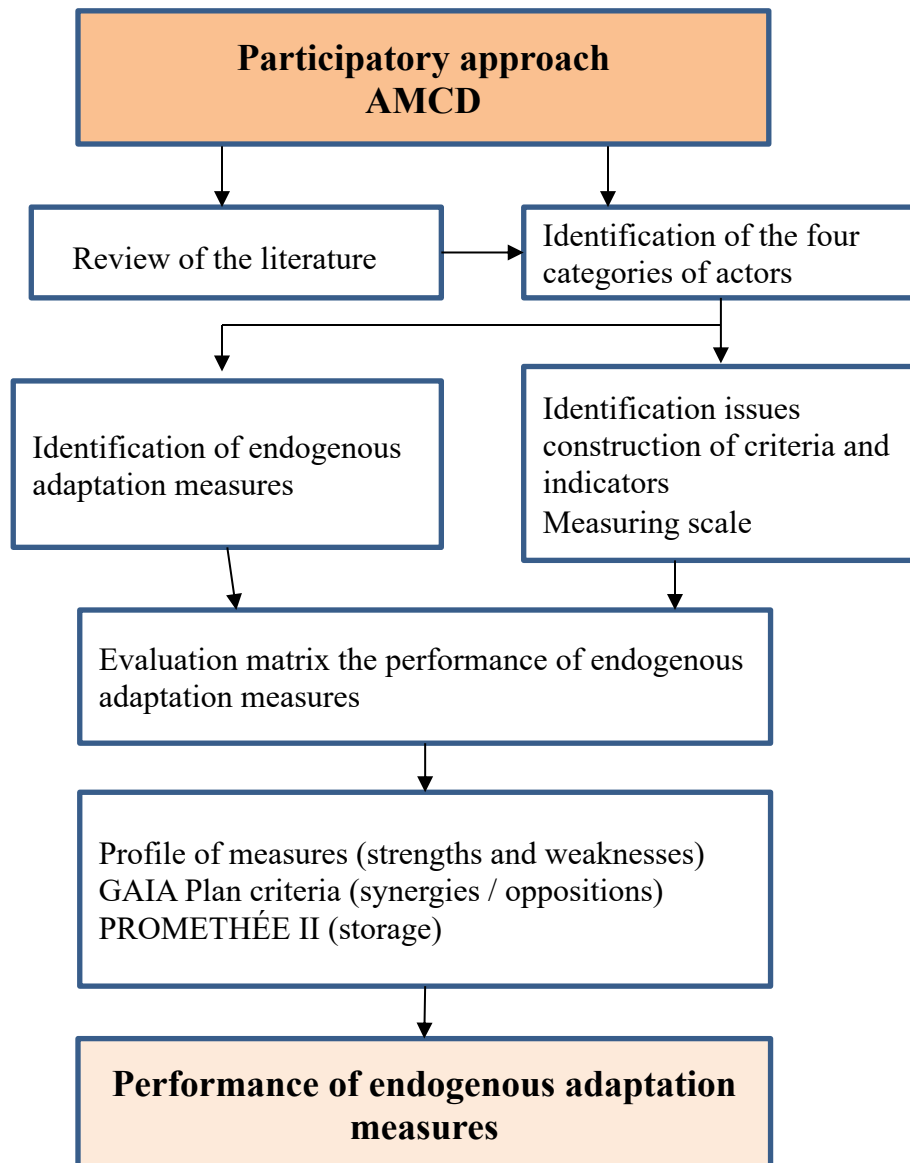 Participatory approach
AMCD
Review of the literature
Identification of the four
categories of actors
Identification of endogenous
adaptation measures
Identification issues
construction of criteria and
indicators
Measuring scale
Evaluation matrix the performance of endogenous
adaptation measures
Profile of measures (strengths and weaknesses)
GAIA Plan criteria (synergies / oppositions)
PROMETHÉE II (storage)
Performance of endogenous adaptation
measures